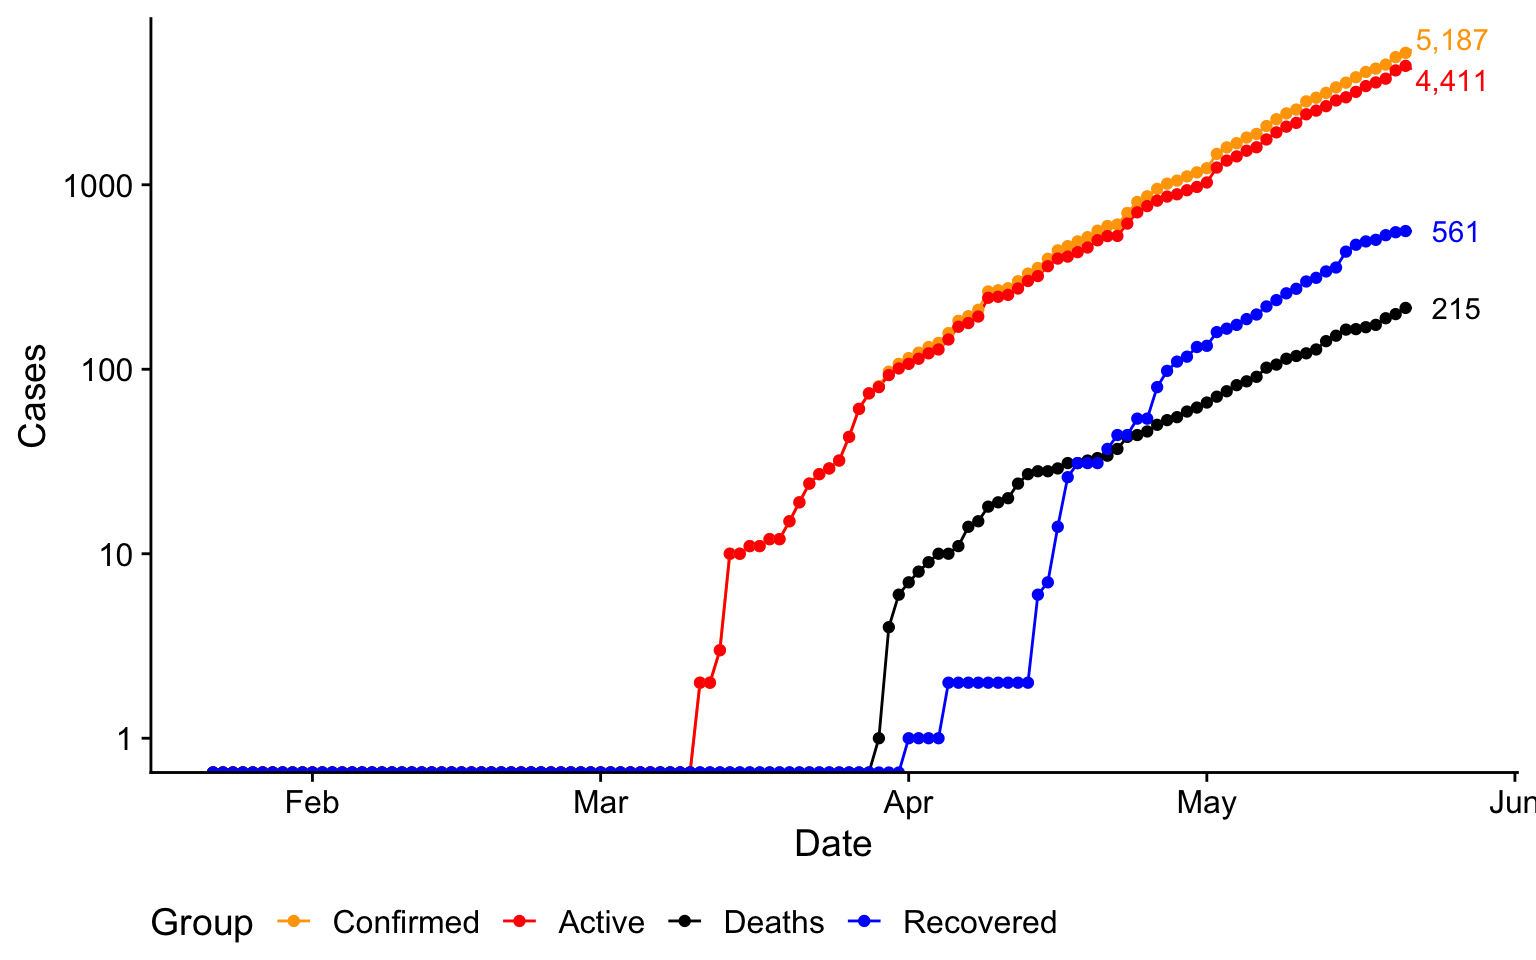 5,187
4,411
1000
561
215
100
Cases
10
1
Feb Mar Apr May Jun
Date
Group Confirmed Active Deaths Recovered